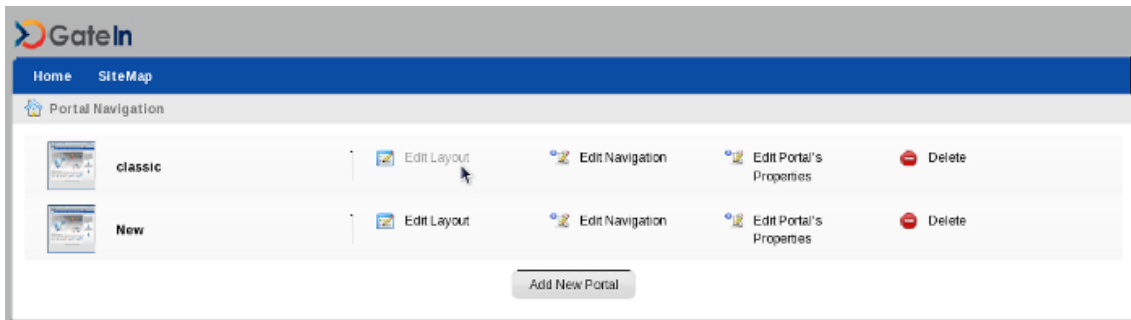 GateIn
Home SiteMap
Portal Navigation
classic Edit Layout Edit Navigation Edit Portal's Properties Delete
New Edit Layout Edit Navigation Edit Portal's Properties Delete
Add New Portal